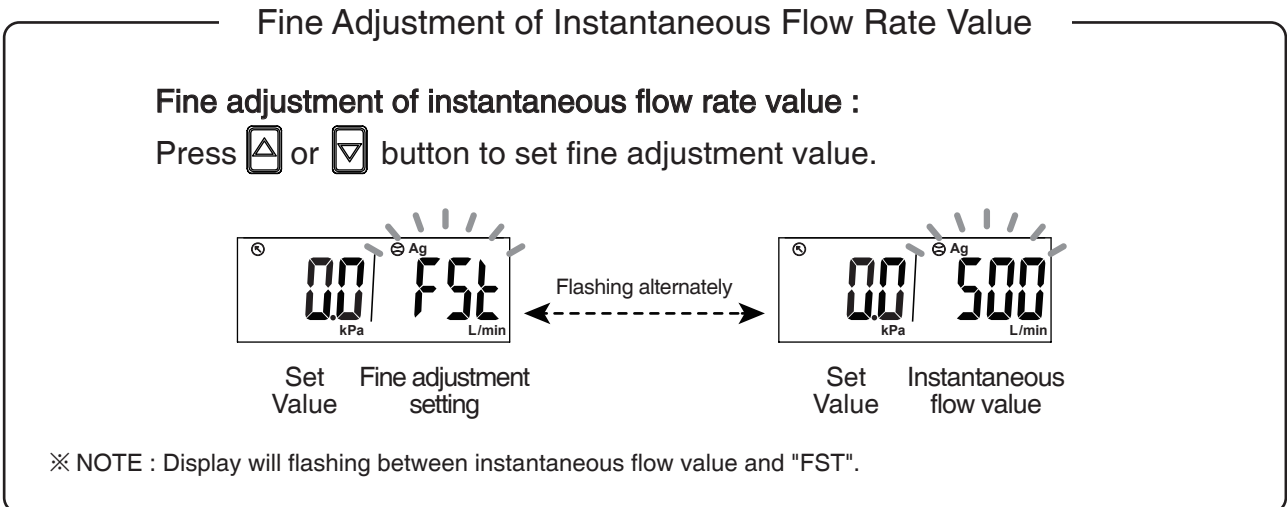 Fine Adjustment of Instantaneous Flow Rate Value
Fine adjustment of instantaneous flow rate value :
Press △ or ▽ button to set fine adjustment value.
Ag
0.0 FSt
kPa L/min
Flashing alternately
Ag
0.0 500
kPa L/min
Set Value
Fine adjustment setting
Set Value
Instantaneous flow value
※ NOTE : Display will flashing between instantaneous flow value and "FST".